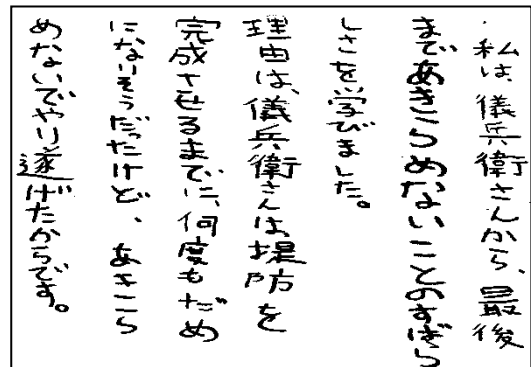 ・私は、儀兵衛さんから、最後
まであきらめないことのすばら
しさを学びました。
理由は、儀兵衛さんは、堤防を
完成させるまでに、何度もだめ
になりそうだったけど、あきら
めないでやり遂げたからです。